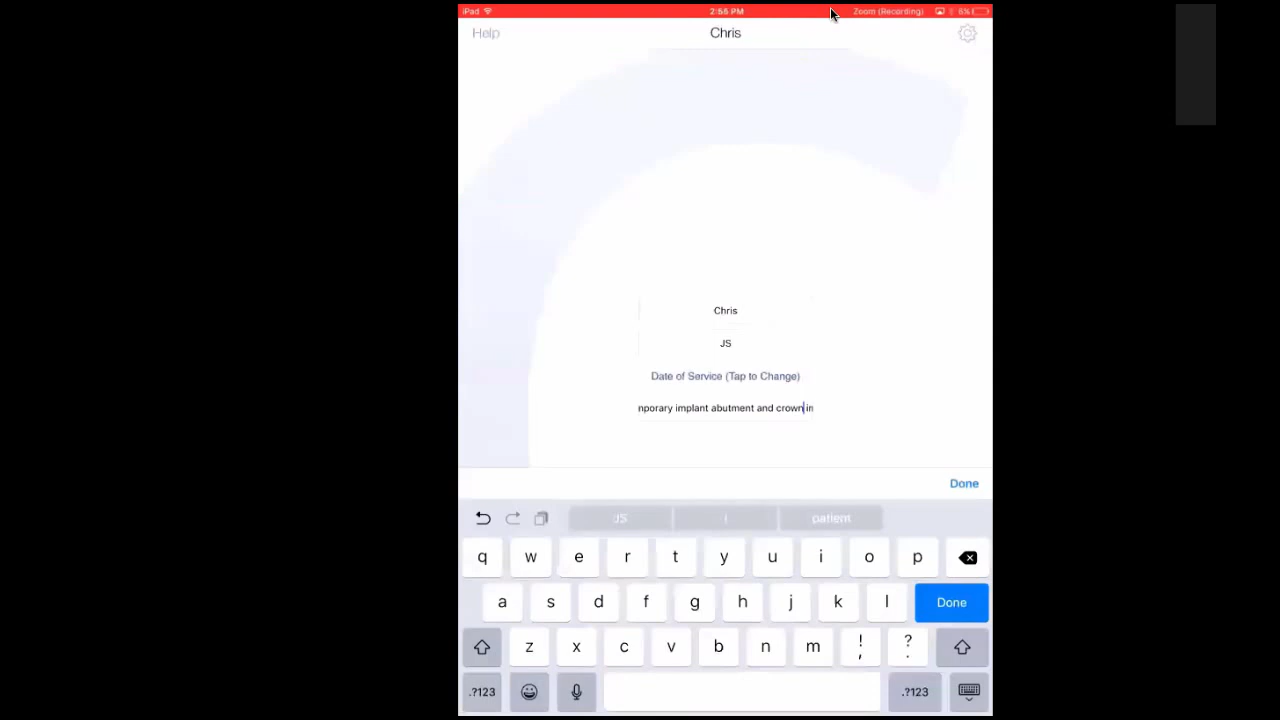 iPad 2:55 PM Zoom (Recording) 6%
Help Chris
Chris
JS
Date of Service (Tap to Change)
nporary implant abutment and crown in
Done
JS i patient
q w e r t y u i o p
a s d f g h j k l Done
z x c v b n m ! , ? .
.?123 .?123